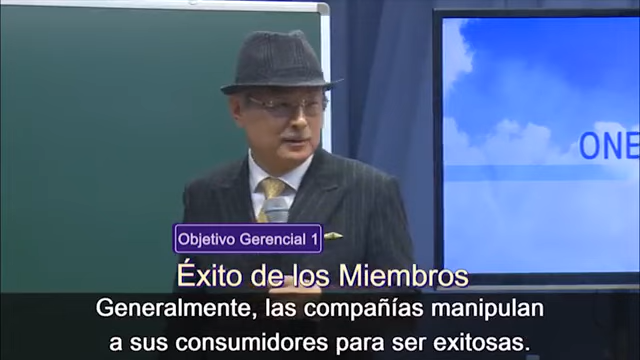 ONE
Objetivo Gerencial 1
Éxito de los Miembros
Generalmente, las compañías manipulan
a sus consumidores para ser exitosas.